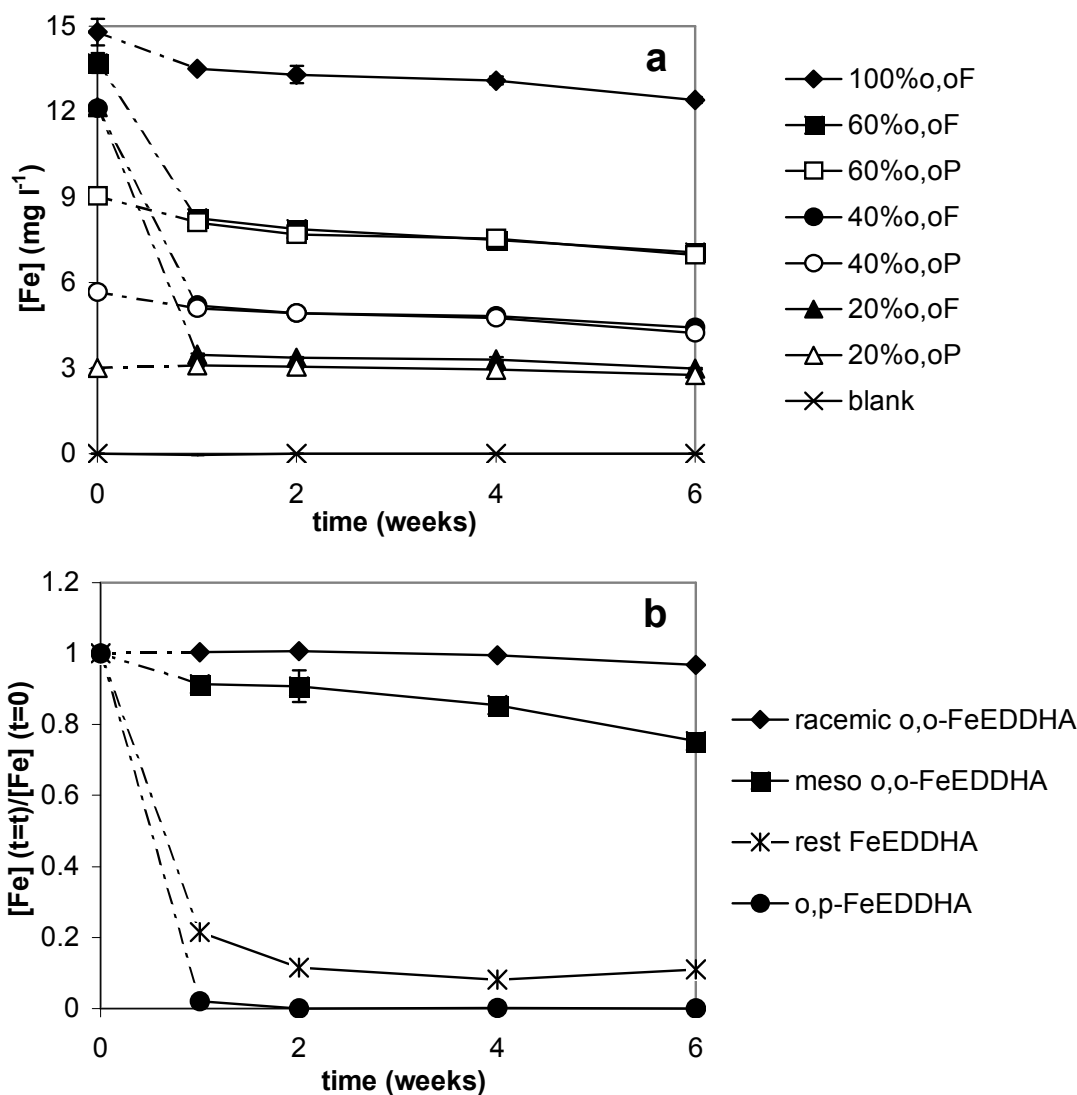 15
12
9
6
3
0
[Fe] (mg l⁻¹)
a
0
2
4
6
time (weeks)
100%o,oF
60%o,oF
60%o,oP
40%o,oF
40%o,oP
20%o,oF
20%o,oP
blank
1.2
1
0.8
0.6
0.4
0.2
0
[Fe] (t=t)/[Fe] (t=0)
b
0
2
4
6
time (weeks)
racemic o,o-FeEDDHA
meso o,o-FeEDDHA
rest FeEDDHA
o,p-FeEDDHA